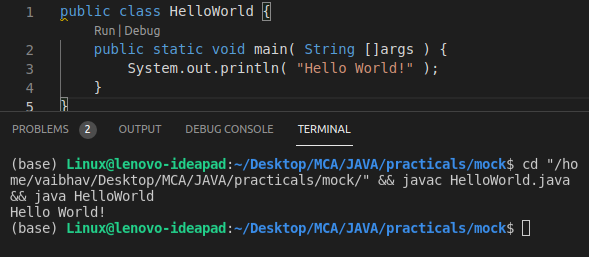 1 public class HelloWorld {
Run | Debug
2 public static void main( String []args ) {
3 System.out.println( "Hello World!" );
4 }
5 }
PROBLEMS 2 OUTPUT DEBUG CONSOLE TERMINAL
(base) Linux@lenovo-ideapad:~/Desktop/MCA/JAVA/practicals/mock$ cd "/ho
me/vaibhav/Desktop/MCA/JAVA/practicals/mock/" && javac HelloWorld.java
&& java HelloWorld
Hello World!
(base) Linux@lenovo-ideapad:~/Desktop/MCA/JAVA/practicals/mock$